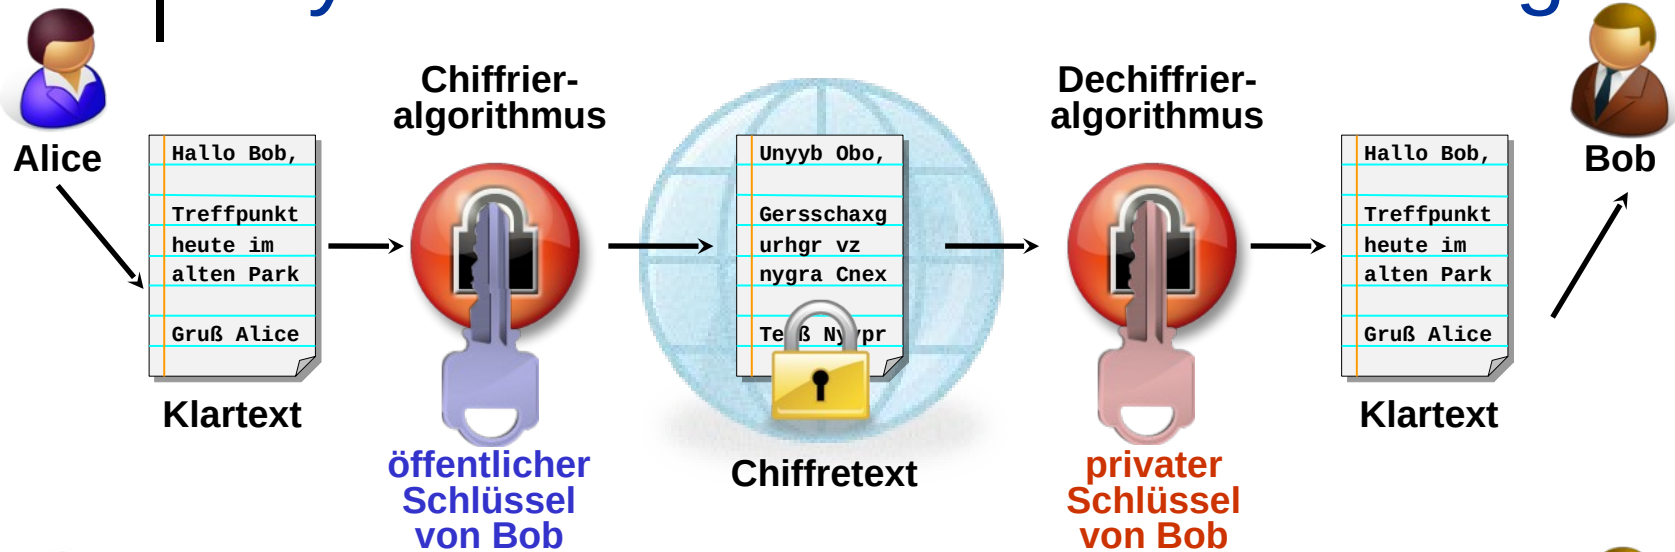 Alice
Hallo Bob,
Treffpunkt
heute im
alten Park
Gruß Alice
Klartext
Chiffrier-
algorithmus
öffentlicher
Schlüssel
von Bob
Unyyb Obo,
Gersschaxg
urhgr vz
nygra Cnex
Chiffretext
Dechiffrier-
algorithmus
privater
Schlüssel
von Bob
Hallo Bob,
Treffpunkt
heute im
alten Park
Gruß Alice
Klartext
Bob